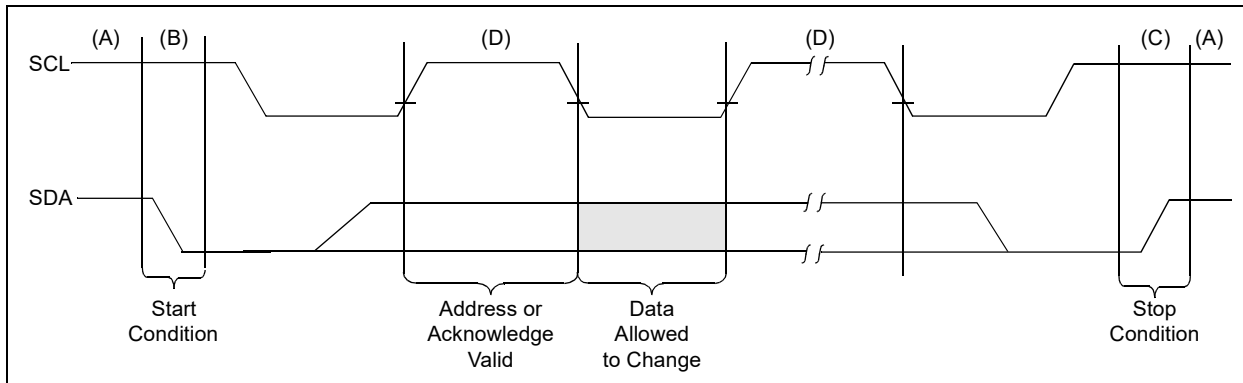 (A) (B) (D) (D) (C) (A)
SCL
SDA
Start
Condition
Address or
Acknowledge
Valid
Data
Allowed
to Change
Stop
Condition